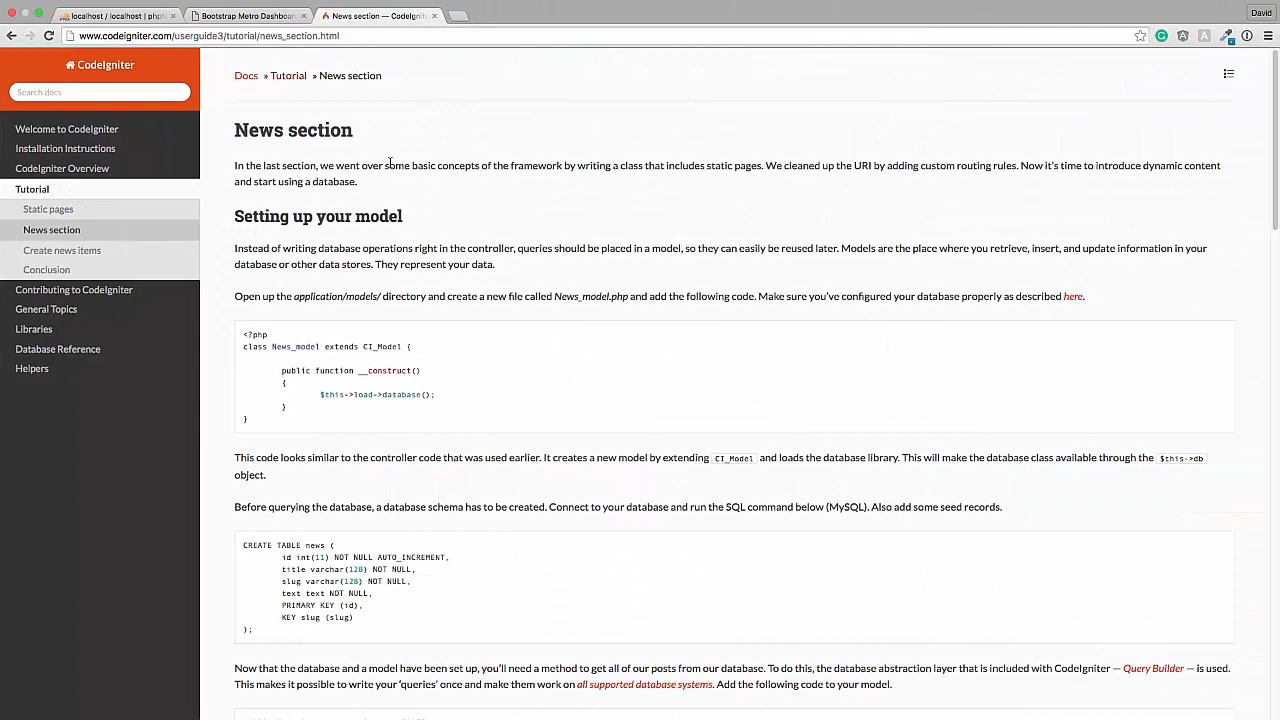 localhost / localhost | phpM
Bootstrap Metro Dashboard
News section — CodeIgnite
David
www.codeigniter.com/userguide3/tutorial/news_section.html
CodeIgniter
Search docs
Welcome to CodeIgniter
Installation Instructions
CodeIgniter Overview
Tutorial
Static pages
News section
Create news items
Conclusion
Contributing to CodeIgniter
General Topics
Libraries
Database Reference
Helpers
Docs » Tutorial » News section
News section
In the last section, we went over some basic concepts of the framework by writing a class that includes static pages. We cleaned up the URI by adding custom routing rules. Now it's time to introduce dynamic content
and start using a database.
Setting up your model
Instead of writing database operations right in the controller, queries should be placed in a model, so they can easily be reused later. Models are the place where you retrieve, insert, and update information in your
database or other data stores. They represent your data.
Open up the application/models/ directory and create a new file called News_model.php and add the following code. Make sure you've configured your database properly as described here.
<?php
class News_model extends CI_Model {
public function __construct()
{
$this->load->database();
}
}
This code looks similar to the controller code that was used earlier. It creates a new model by extending CI_Model and loads the database library. This will make the database class available through the $this->db
object.
Before querying the database, a database schema has to be created. Connect to your database and run the SQL command below (MySQL). Also add some seed records.
CREATE TABLE news (
id int(11) NOT NULL AUTO_INCREMENT,
title varchar(128) NOT NULL,
slug varchar(128) NOT NULL,
text text NOT NULL,
PRIMARY KEY (id),
KEY slug (slug)
);
Now that the database and a model have been set up, you'll need a method to get all of our posts from our database. To do this, the database abstraction layer that is included with CodeIgniter — Query Builder — is used.
This makes it possible to write your 'queries' once and make them work on all supported database systems. Add the following code to your model.